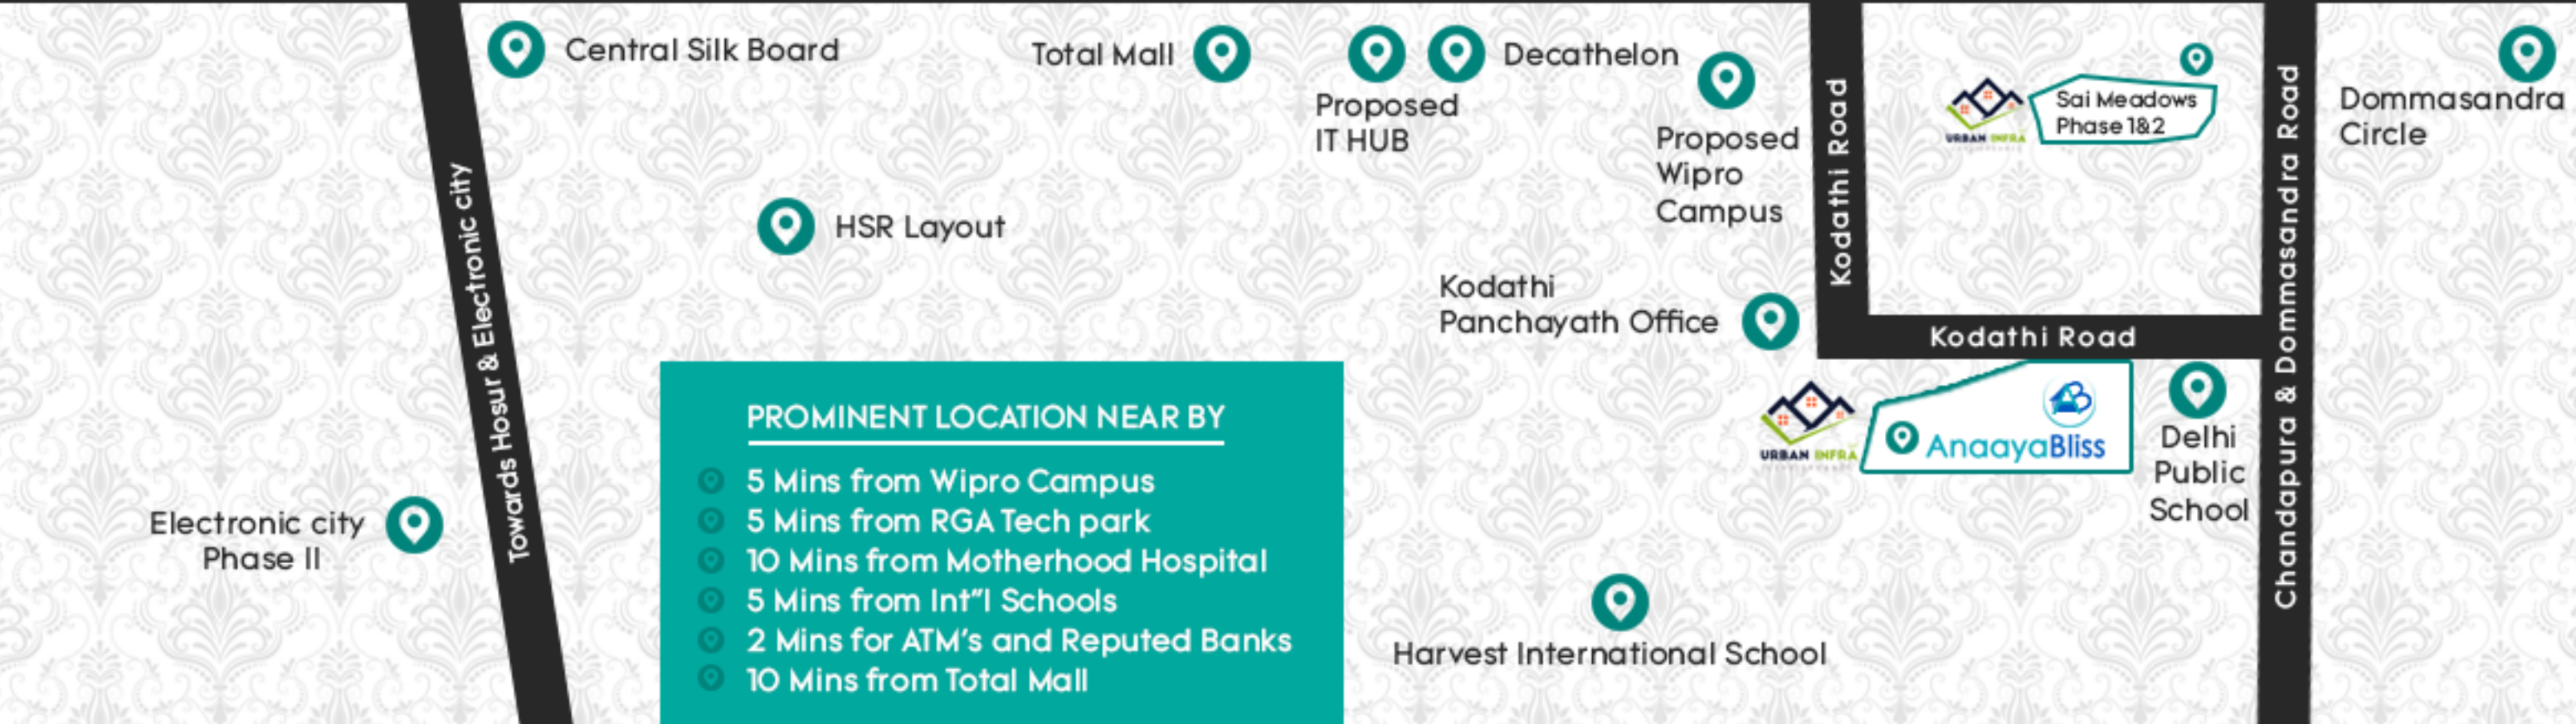 Central Silk Board
Total Mall
Decathelon
Proposed
IT HUB
Proposed
Wipro
Campus
Kodathi Road
URBAN INFRA
Sai Meadows
Phase 1&2
Chandapura & Dommasandra Road
Dommasandra
Circle
Towards Hosur & Electronic city
HSR Layout
Kodathi
Panchayath Office
Kodathi Road
URBAN INFRA
AnaayaBliss
Delhi
Public
School
Electronic city
Phase II
PROMINENT LOCATION NEAR BY
5 Mins from Wipro Campus
5 Mins from RGA Tech park
10 Mins from Motherhood Hospital
5 Mins from Int"l Schools
2 Mins for ATM's and Reputed Banks
10 Mins from Total Mall
Harvest International School